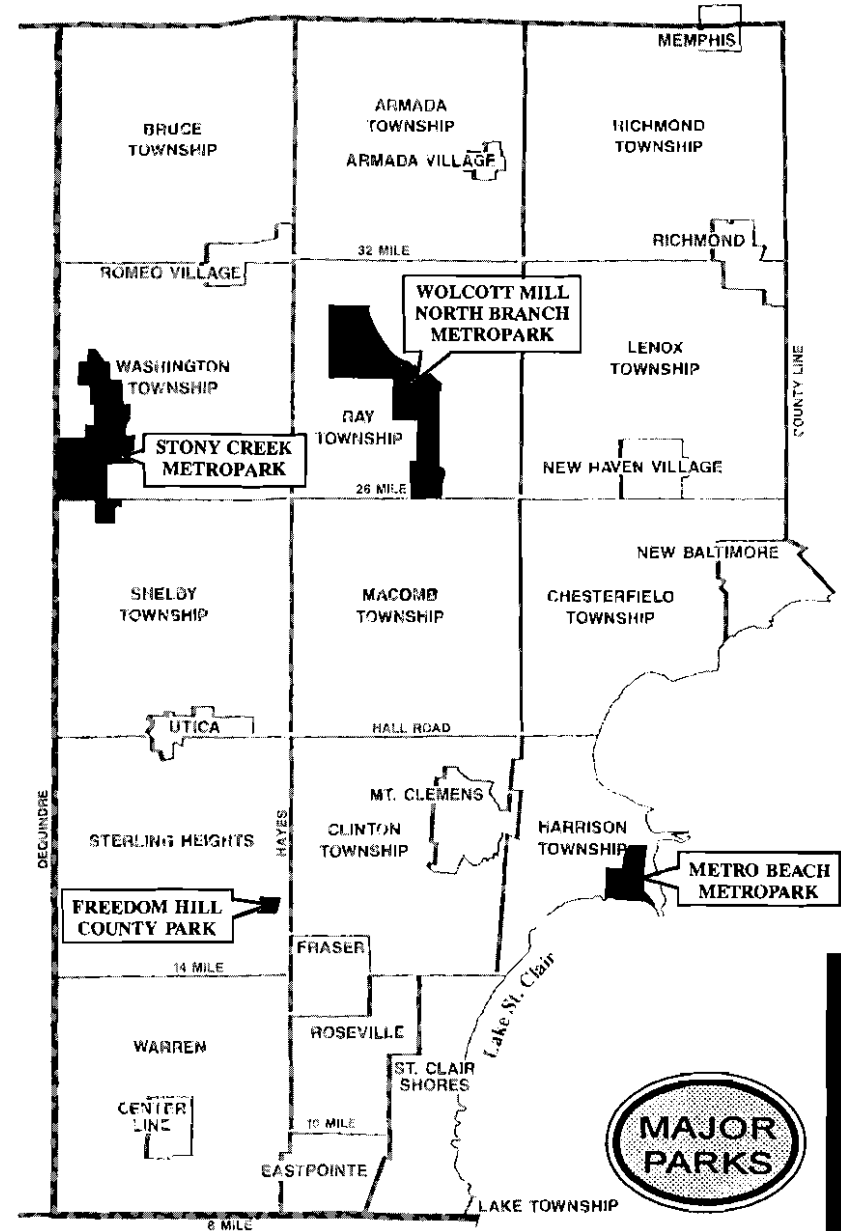 MEMPHIS
BRUCE
TOWNSHIP
ARMADA
TOWNSHIP
ARMADA VILLAGE
RICHMOND
TOWNSHIP
RICHMOND
32 MILE
ROMEO VILLAGE
WOLCOTT MILL
NORTH BRANCH
METROPARK
WASHINGTON
TOWNSHIP
LENOX
TOWNSHIP
COUNTY LINE
RAY
TOWNSHIP
STONY CREEK
METROPARK
NEW HAVEN VILLAGE
26 MILE
NEW BALTIMORE
SHELBY
TOWNSHIP
MACOMB
TOWNSHIP
CHESTERFIELD
TOWNSHIP
UTICA
HALL ROAD
DEQUINDRE
HAYES
MT. CLEMENS
STERLING HEIGHTS
CLINTON
TOWNSHIP
HARRISON
TOWNSHIP
METRO BEACH
METROPARK
FREEDOM HILL
COUNTY PARK
FRASER
14 MILE
Lake St. Clair
WARREN
ROSEVILLE
ST. CLAIR
SHORES
CENTER
LINE
10 MILE
EASTPOINTE
MAJOR
PARKS
LAKE TOWNSHIP
8 MILE